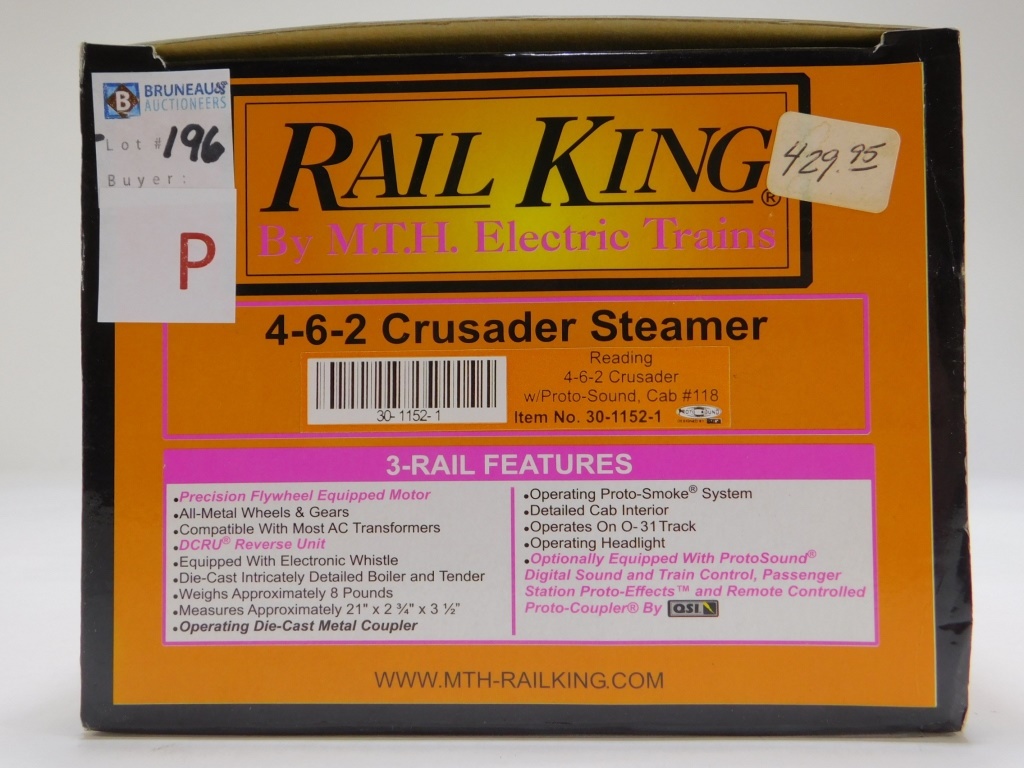 BRUNEAU & CO
AUCTIONEERS
Lot # 196
Buyer:
P
RAIL KING®
By M.T.H. Electric Trains
429.95
4-6-2 Crusader Steamer
30-1152-1
Reading
4-6-2 Crusader
w/Proto-Sound, Cab #118
Item No. 30-1152-1
3-RAIL FEATURES
•Precision Flywheel Equipped Motor
•All-Metal Wheels & Gears
•Compatible With Most AC Transformers
•DCRU® Reverse Unit
•Equipped With Electronic Whistle
•Die-Cast Intricately Detailed Boiler and Tender
•Weighs Approximately 8 Pounds
•Measures Approximately 21" x 2 ¾" x 3 ½"
•Operating Die-Cast Metal Coupler
•Operating Proto-Smoke® System
•Detailed Cab Interior
•Operates On O-31 Track
•Operating Headlight
•Optionally Equipped With ProtoSound®
Digital Sound and Train Control, Passenger
Station Proto-Effects™ and Remote Controlled
Proto-Coupler® By QSI
WWW.MTH-RAILKING.COM